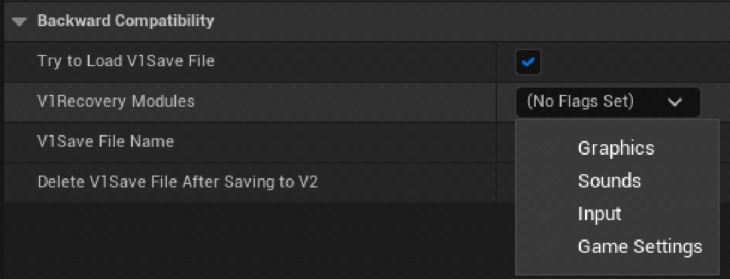 Backward Compatibility
Try to Load V1Save File
V1Recovery Modules
(No Flags Set)
V1Save File Name
Delete V1Save File After Saving to V2
Graphics
Sounds
Input
Game Settings